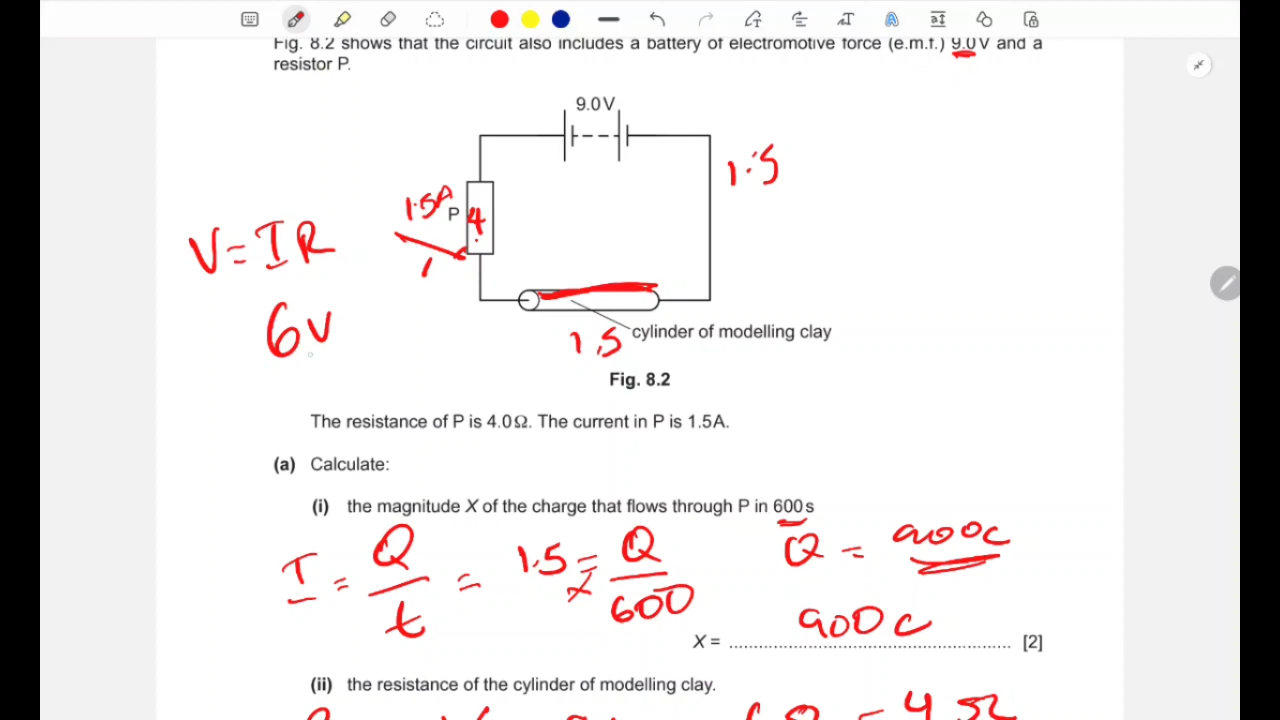 Fig. 8.2 shows that the circuit also includes a battery of electromotive force (e.m.f.) 9.0V and a
resistor P.
9.0V
1.5
1.5A
P
4
V = IR
6v
cylinder of modelling clay
1.5
Fig. 8.2
The resistance of P is 4.0Ω. The current in P is 1.5A.
(a) Calculate:
(i) the magnitude X of the charge that flows through P in 600s
I = Q/t = 1.5 = Q/600
Q = 900C
900C
X = ........................................................ [2]
(ii) the resistance of the cylinder of modelling clay.
= 4Ω